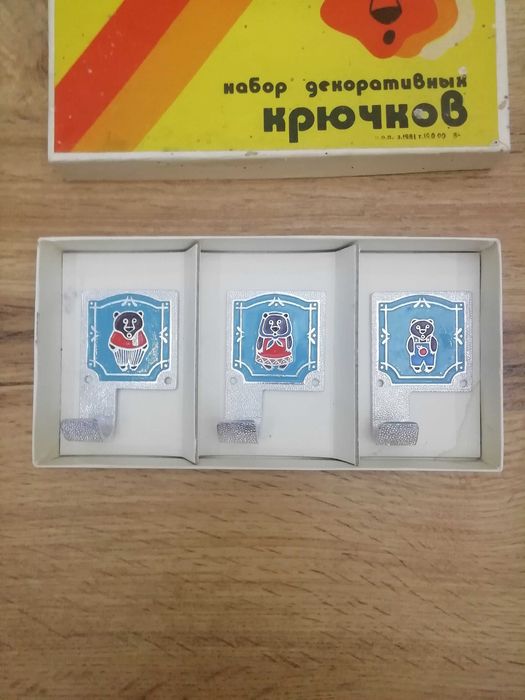 набор декоративных
крючков